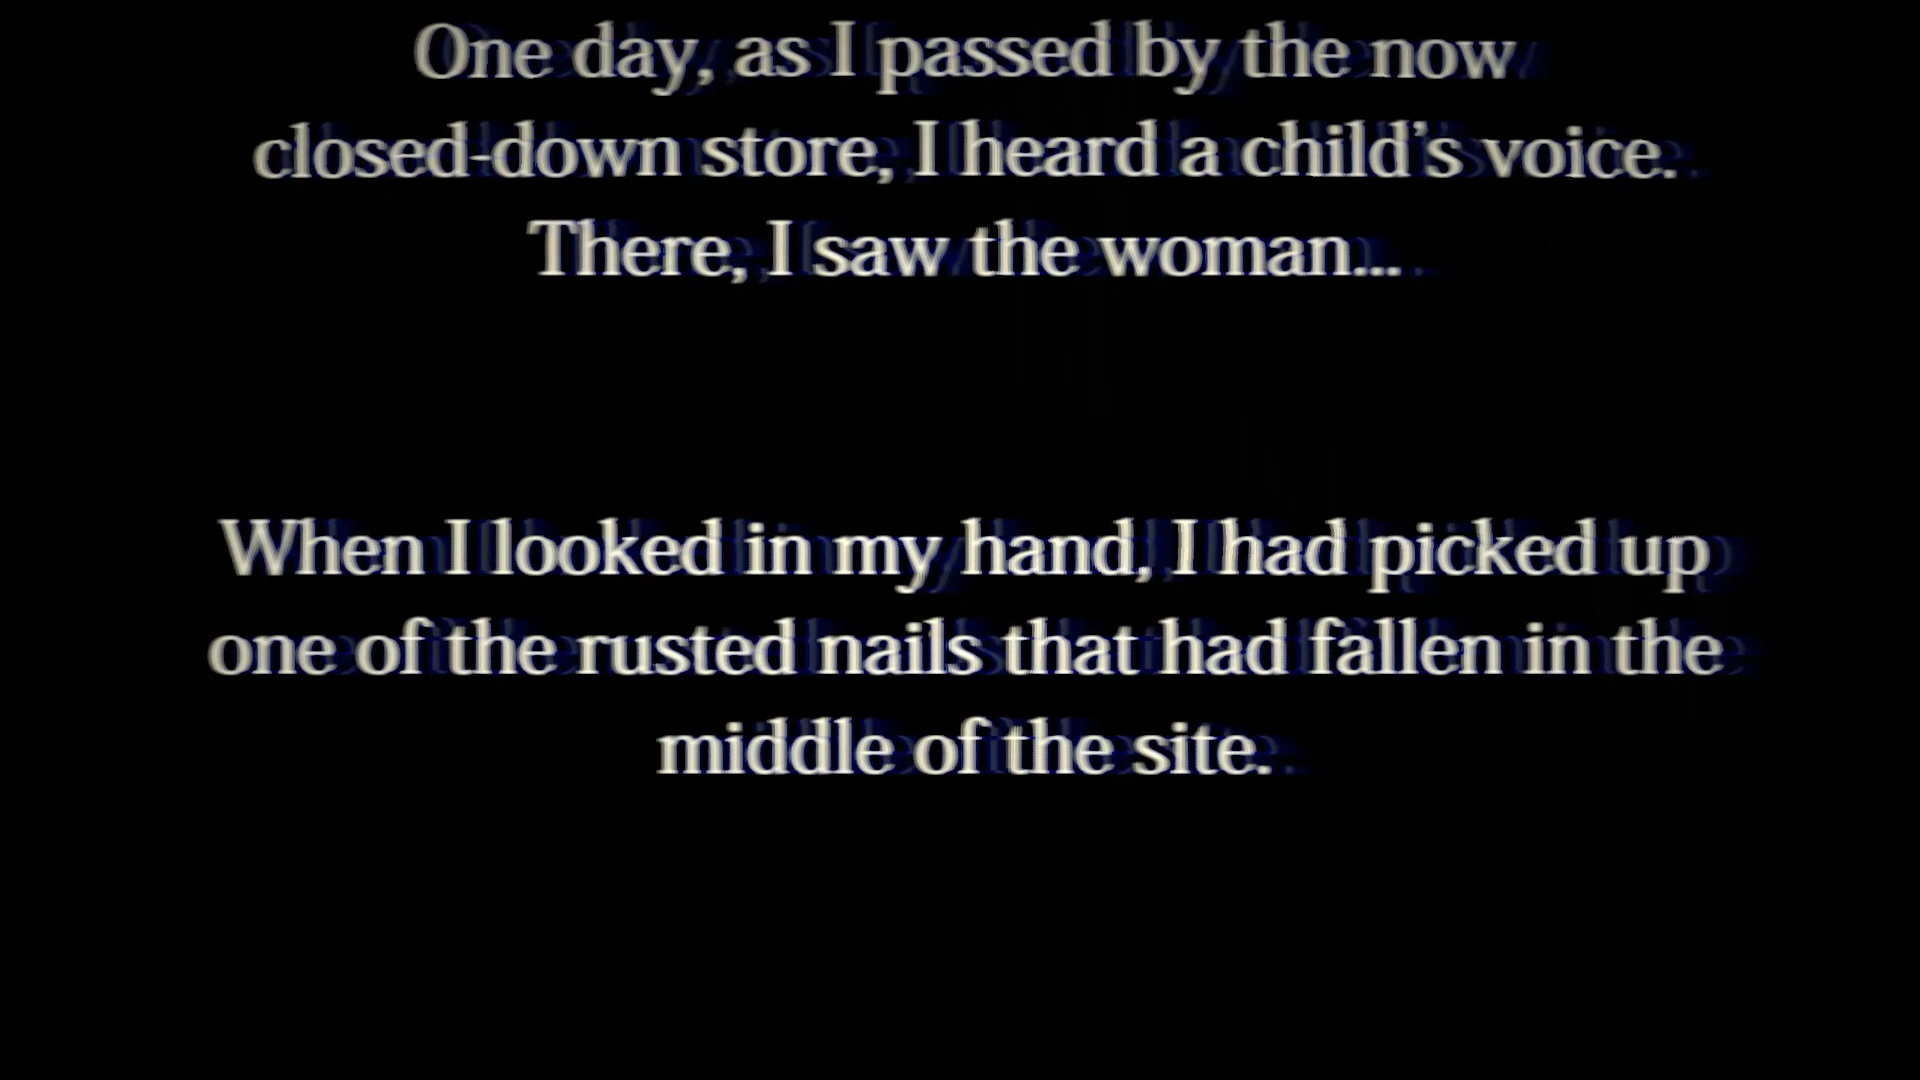 One day, as I passed by the now
closed-down store, I heard a child’s voice.
There, I saw the woman...
When I looked in my hand, I had picked up
one of the rusted nails that had fallen in the
middle of the site.